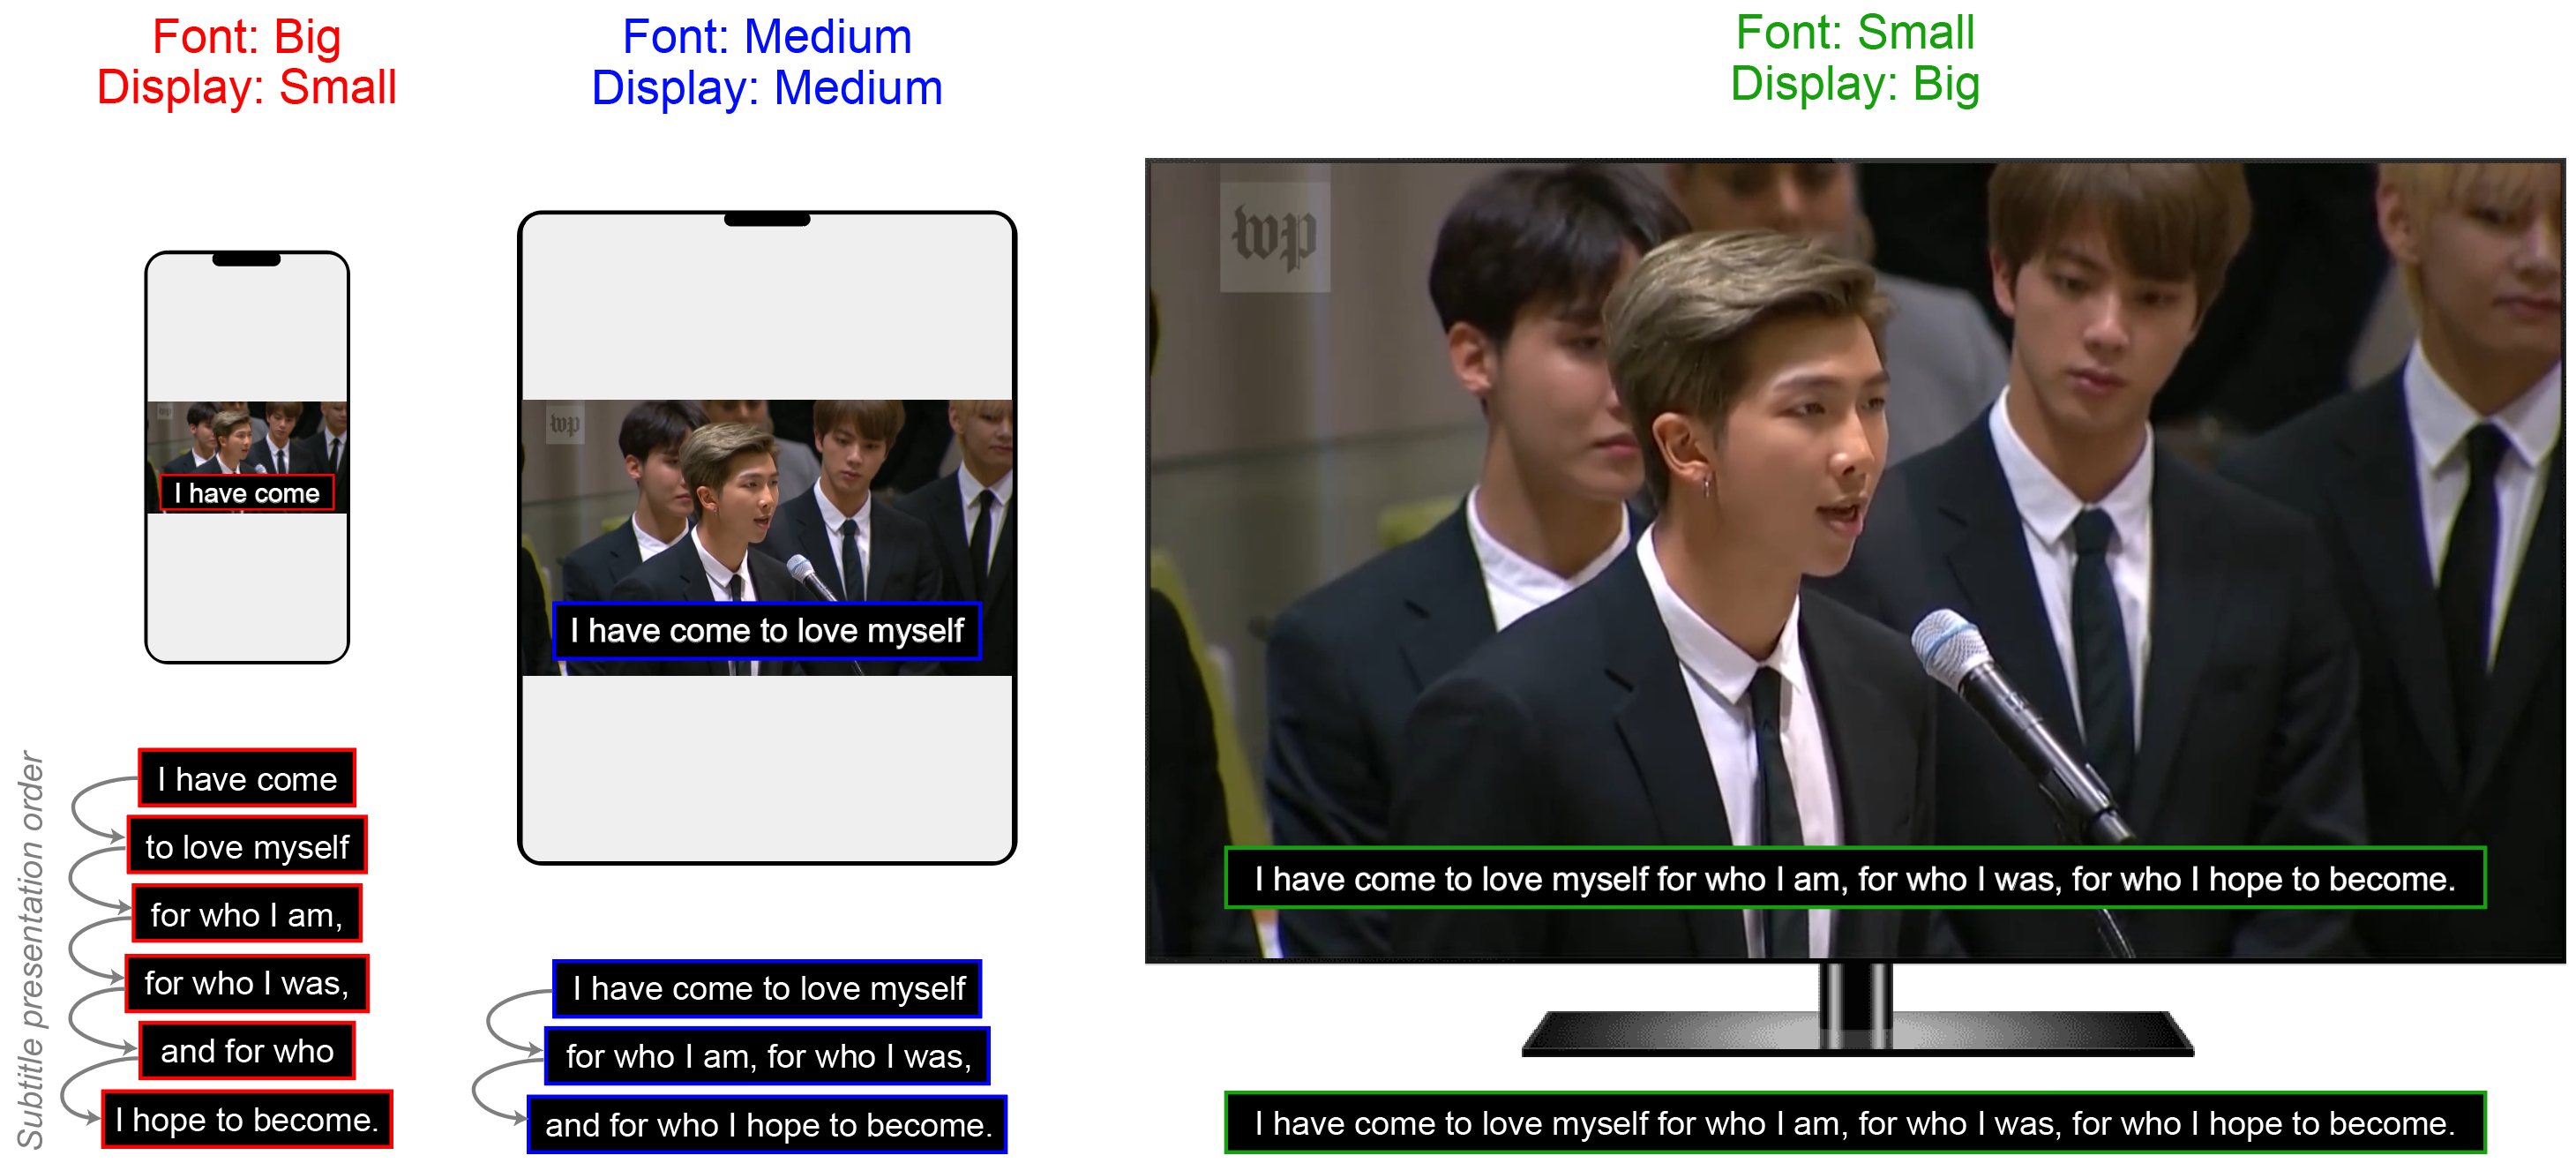 Font: Big
Display: Small
Font: Medium
Display: Medium
Font: Small
Display: Big
wp
I have come
wp
I have come to love myself
wp
I have come to love myself for who I am, for who I was, for who I hope to become.
Subtitle presentation order
I have come
to love myself
for who I am,
for who I was,
and for who
I hope to become.
I have come to love myself
for who I am, for who I was,
and for who I hope to become.
I have come to love myself for who I am, for who I was, for who I hope to become.